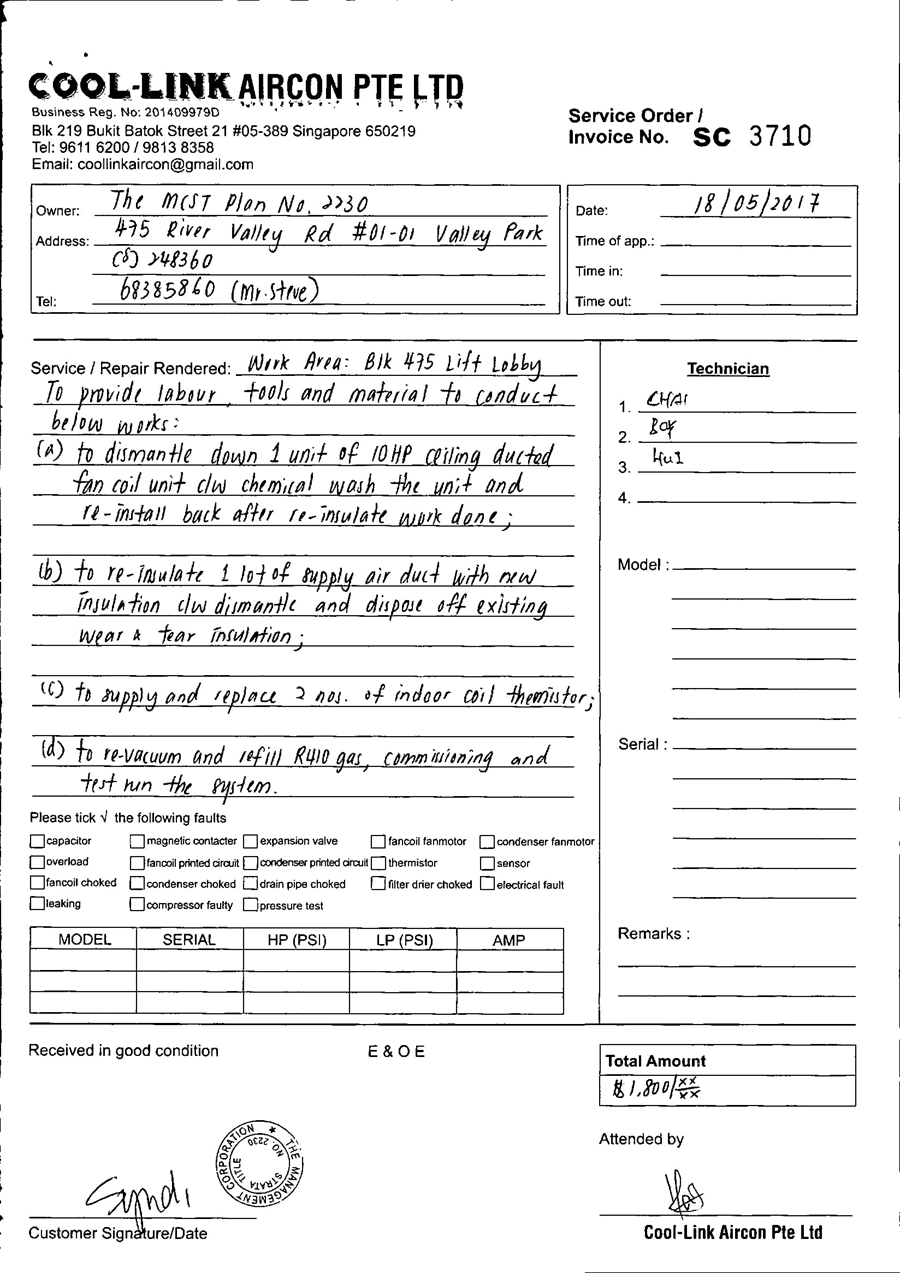 COOL-LINK AIRCON PTE LTD
Business Reg. No: 201409979D
Blk 219 Bukit Batok Street 21 #05-389 Singapore 650219
Tel: 9611 6200 / 9813 8358
Email: coollinkaircon@gmail.com
Service Order /
Invoice No. SC 3710
Owner: The MCST Plan No. 2230
Address: 475 River Valley Rd #01-01 Valley Park
(S) 248360
Tel: 68385860 (Mr. Steve)
Date: 18/05/2017
Time of app.:
Time in:
Time out:
Service / Repair Rendered: Work Area: Blk 475 Lift Lobby
To provide labour, tools and material to conduct
below works:
(a) to dismantle down 1 unit of 10HP ceiling ducted
fan coil unit c/w chemical wash the unit and
re-install back after re-insulate work done;
(b) to re-insulate 1 lot of supply air duct with new
insulation c/w dismantle and dispose off existing
wear & tear insulation;
(c) to supply and replace 2 nos. of indoor coil themistor;
(d) to re-vacuum and refill R410 gas, commissioning and
test run the system.
Technician
1. CHAI
2.
3. HUI
4.
Model :
Serial :
Remarks :
Please tick √ the following faults
capacitor magnetic contacter expansion valve fancoil fanmotor condenser fanmotor
overload fancoil printed circuit condenser printed circuit thermistor sensor
fancoil choked condenser choked drain pipe choked filter drier choked electrical fault
leaking compressor faulty pressure test
MODEL SERIAL HP (PSI) LP (PSI) AMP
Received in good condition E & O E
Total Amount
$1,800/xx/xx
Attended by
THE MANAGEMENT CORPORATION
STRATA TITLE NO. 2230
Customer Signature/Date
Cool-Link Aircon Pte Ltd